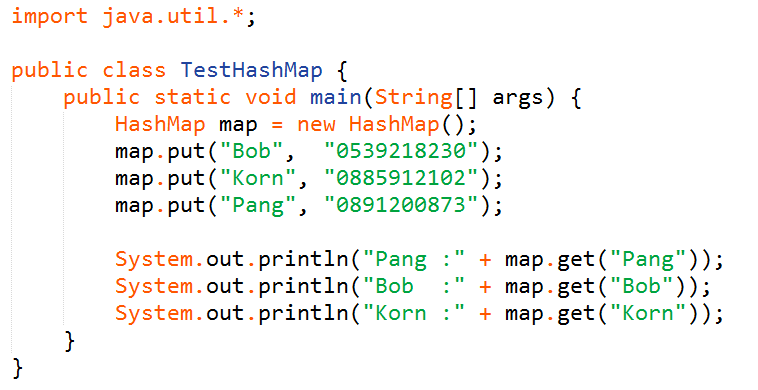 import java.util.*;

public class TestHashMap {
    public static void main(String[] args) {
        HashMap map = new HashMap();
        map.put("Bob",  "0539218230");
        map.put("Korn", "0885912102");
        map.put("Pang", "0891200873");

        System.out.println("Pang :" + map.get("Pang"));
        System.out.println("Bob  :" + map.get("Bob"));
        System.out.println("Korn :" + map.get("Korn"));
    }
}